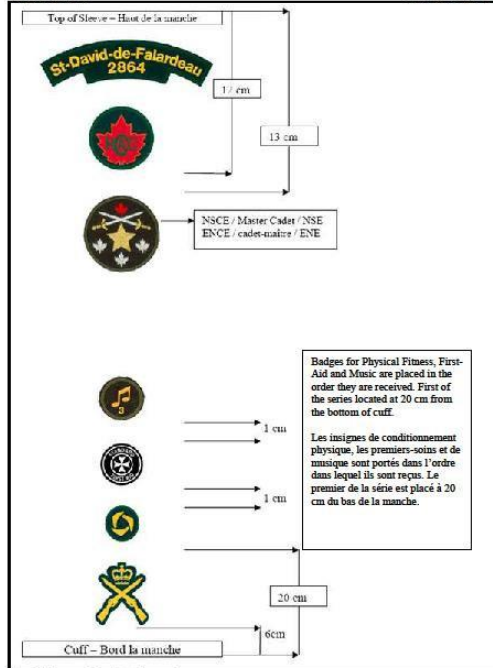 Top of Sleeve – Haut de la manche
St-David-de-Falardeau
2864
12 cm
13 cm
NSCE / Master Cadet / NSE
ENCE / cadet-maître / ENE
Badges for Physical Fitness, First-
Aid and Music are placed in the
order they are received. First of
the series located at 20 cm from
the bottom of cuff.
Les insignes de conditionnement
physique, les premiers-soins et de
musique sont portés dans l'ordre
dans lequel ils sont reçus. Le
premier de la série est placé à 20
cm du bas de la manche.
3
1 cm
1 cm
20 cm
6cm
Cuff – Bord la manche